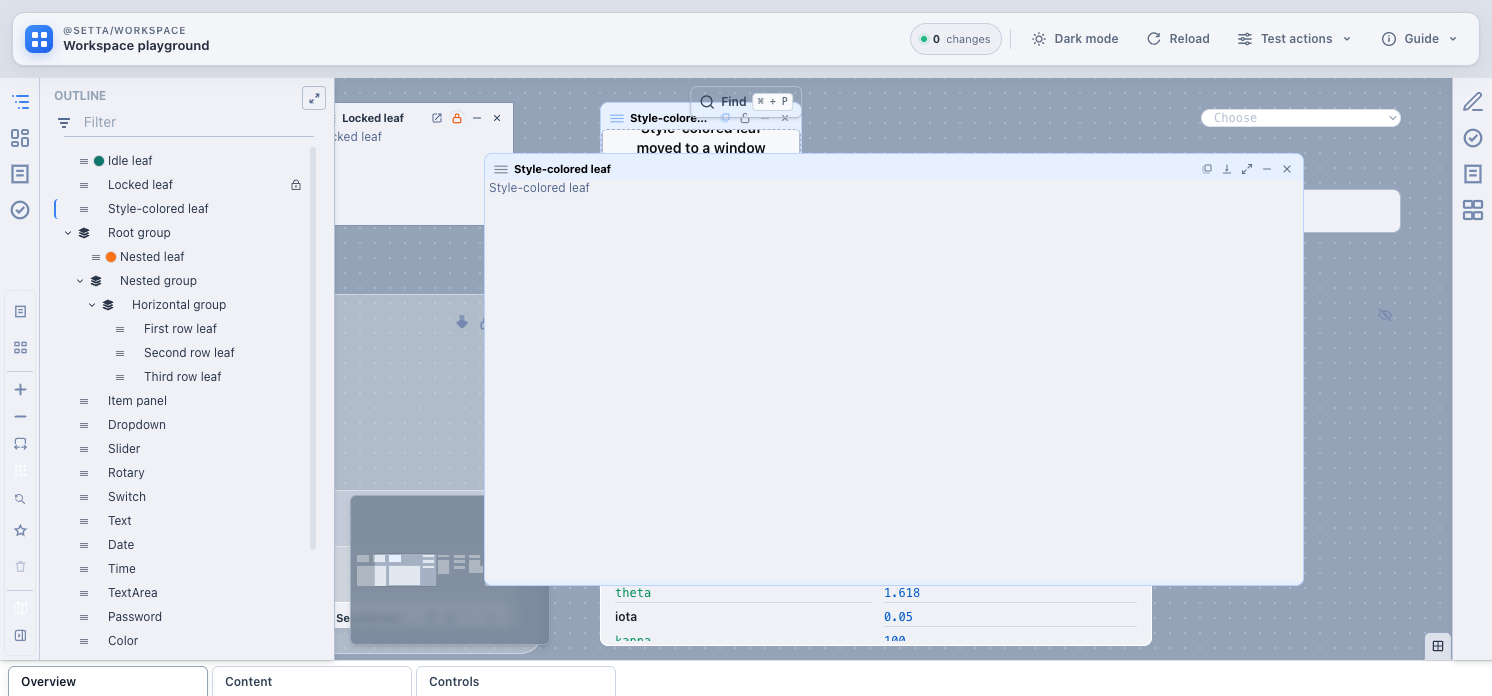 @SETTA/WORKSPACE
Workspace playground
0 changes
Dark mode
Reload
Test actions
Guide
OUTLINE
Filter
Idle leaf
Locked leaf
Style-colored leaf
Root group
Nested leaf
Nested group
Horizontal group
First row leaf
Second row leaf
Third row leaf
Item panel
Dropdown
Slider
Rotary
Switch
Text
Date
Time
TextArea
Password
Color
Locked leaf
cked leaf
Find ⌘ + P
Style-colore...
Style-colored leaf
moved to a window
Choose
Style-colored leaf
Style-colored leaf
theta 1.618
iota 0.05
kappa 100
Overview
Content
Controls